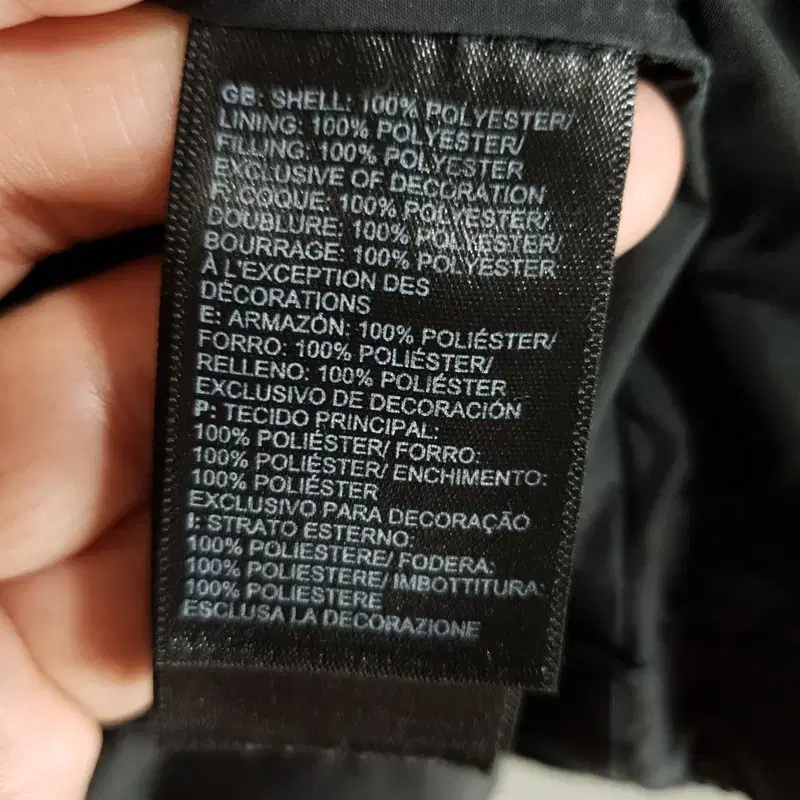 GB: SHELL: 100% POLYESTER/
LINING: 100% POLYESTER/
FILLING: 100% POLYESTER
EXCLUSIVE OF DECORATION
F: COQUE: 100% POLYESTER/
DOUBLURE: 100% POLYESTER/
BOURRAGE: 100% POLYESTER
À L'EXCEPTION DES
DÉCORATIONS
E: ARMAZÓN: 100% POLIÉSTER/
FORRO: 100% POLIÉSTER/
RELLENO: 100% POLIÉSTER
EXCLUSIVO DE DECORACIÓN
P: TECIDO PRINCIPAL:
100% POLIÉSTER/ FORRO:
100% POLIÉSTER/ ENCHIMENTO:
100% POLIÉSTER
EXCLUSIVO PARA DECORAÇÃO
I: STRATO ESTERNO:
100% POLIESTERE/ FODERA:
100% POLIESTERE/ IMBOTTITURA:
100% POLIESTERE
ESCLUSA LA DECORAZIONE